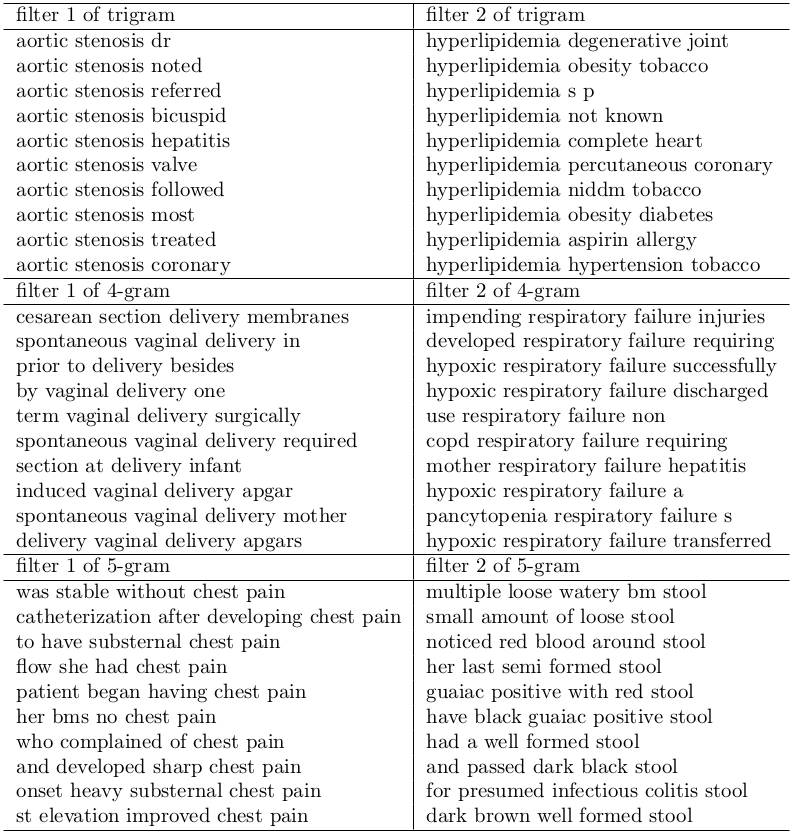 filter 1 of trigram	filter 2 of trigram
aortic stenosis dr	hyperlipidemia degenerative joint
aortic stenosis noted	hyperlipidemia obesity tobacco
aortic stenosis referred	hyperlipidemia s p
aortic stenosis bicuspid	hyperlipidemia not known
aortic stenosis hepatitis	hyperlipidemia complete heart
aortic stenosis valve	hyperlipidemia percutaneous coronary
aortic stenosis followed	hyperlipidemia niddm tobacco
aortic stenosis most	hyperlipidemia obesity diabetes
aortic stenosis treated	hyperlipidemia aspirin allergy
aortic stenosis coronary	hyperlipidemia hypertension tobacco
filter 1 of 4-gram	filter 2 of 4-gram
cesarean section delivery membranes	impending respiratory failure injuries
spontaneous vaginal delivery in	developed respiratory failure requiring
prior to delivery besides	hypoxic respiratory failure successfully
by vaginal delivery one	hypoxic respiratory failure discharged
term vaginal delivery surgically	use respiratory failure non
spontaneous vaginal delivery required	copd respiratory failure requiring
section at delivery infant	mother respiratory failure hepatitis
induced vaginal delivery apgar	hypoxic respiratory failure a
spontaneous vaginal delivery mother	pancytopenia respiratory failure s
delivery vaginal delivery apgars	hypoxic respiratory failure transferred
filter 1 of 5-gram	filter 2 of 5-gram
was stable without chest pain	multiple loose watery bm stool
catheterization after developing chest pain	small amount of loose stool
to have substernal chest pain	noticed red blood around stool
flow she had chest pain	her last semi formed stool
patient began having chest pain	guaiac positive with red stool
her bms no chest pain	have black guaiac positive stool
who complained of chest pain	had a well formed stool
and developed sharp chest pain	and passed dark black stool
onset heavy substernal chest pain	for presumed infectious colitis stool
st elevation improved chest pain	dark brown well formed stool